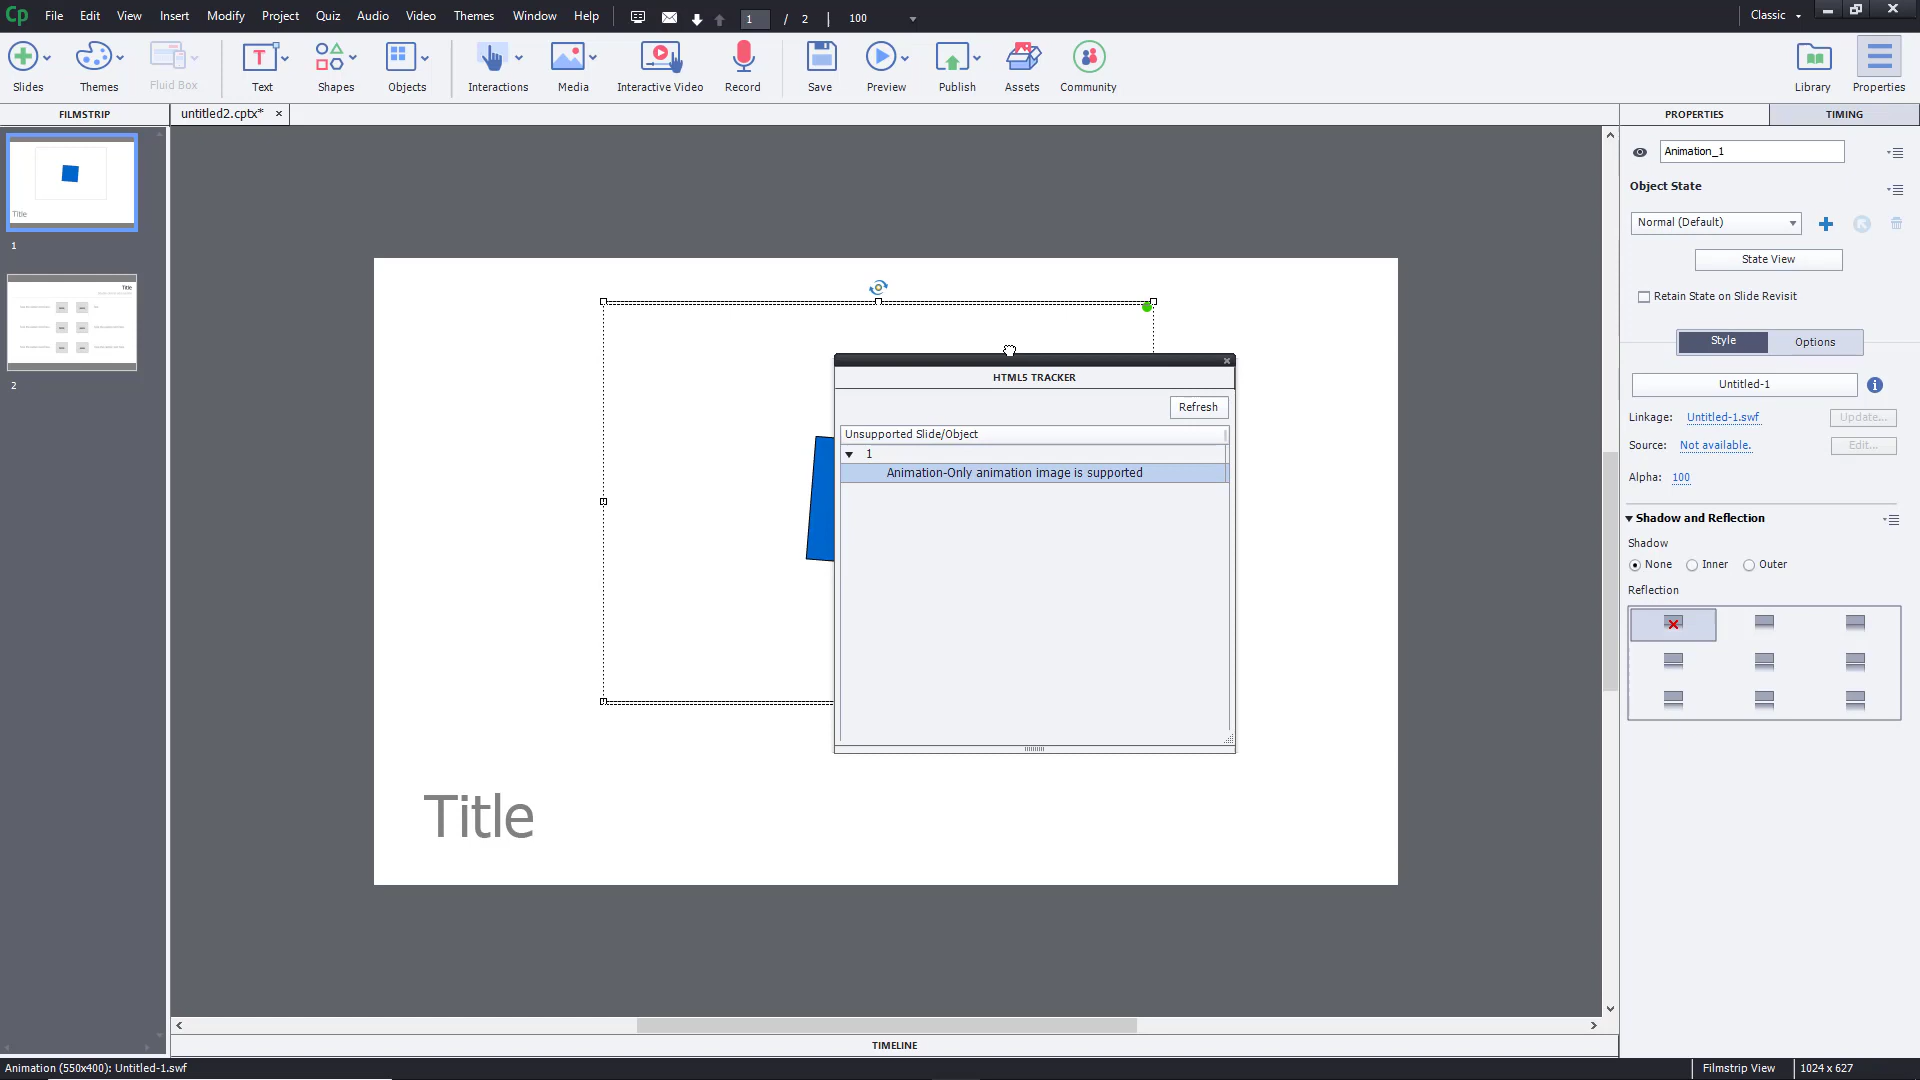 Cp File Edit View Insert Modify Project Quiz Audio Video Themes Window Help 1 / 2 | 100 Classic
Slides Themes Fluid Box Text Shapes Objects Interactions Media Interactive Video Record Save Preview Publish Assets Community Library Properties
FILMSTRIP
untitled2.cptx* ×
PROPERTIES TIMING
Title
1
Title
2
Animation_1
Object State
Normal (Default)
State View
Retain State on Slide Revisit
Style Options
Untitled-1
Linkage: Untitled-1.swf Update...
Source: Not available. Edit...
Alpha: 100
Shadow and Reflection
Shadow
None Inner Outer
Reflection
HTML5 TRACKER
Refresh
Unsupported Slide/Object
1
Animation-Only animation image is supported
Title
TIMELINE
Animation (550x400): Untitled-1.swf
Filmstrip View 1024 x 627